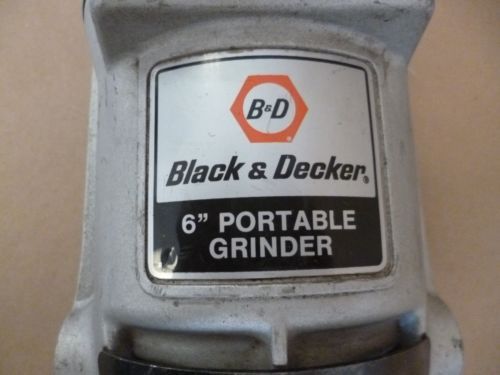 B&D
Black & Decker®
6” PORTABLE
GRINDER